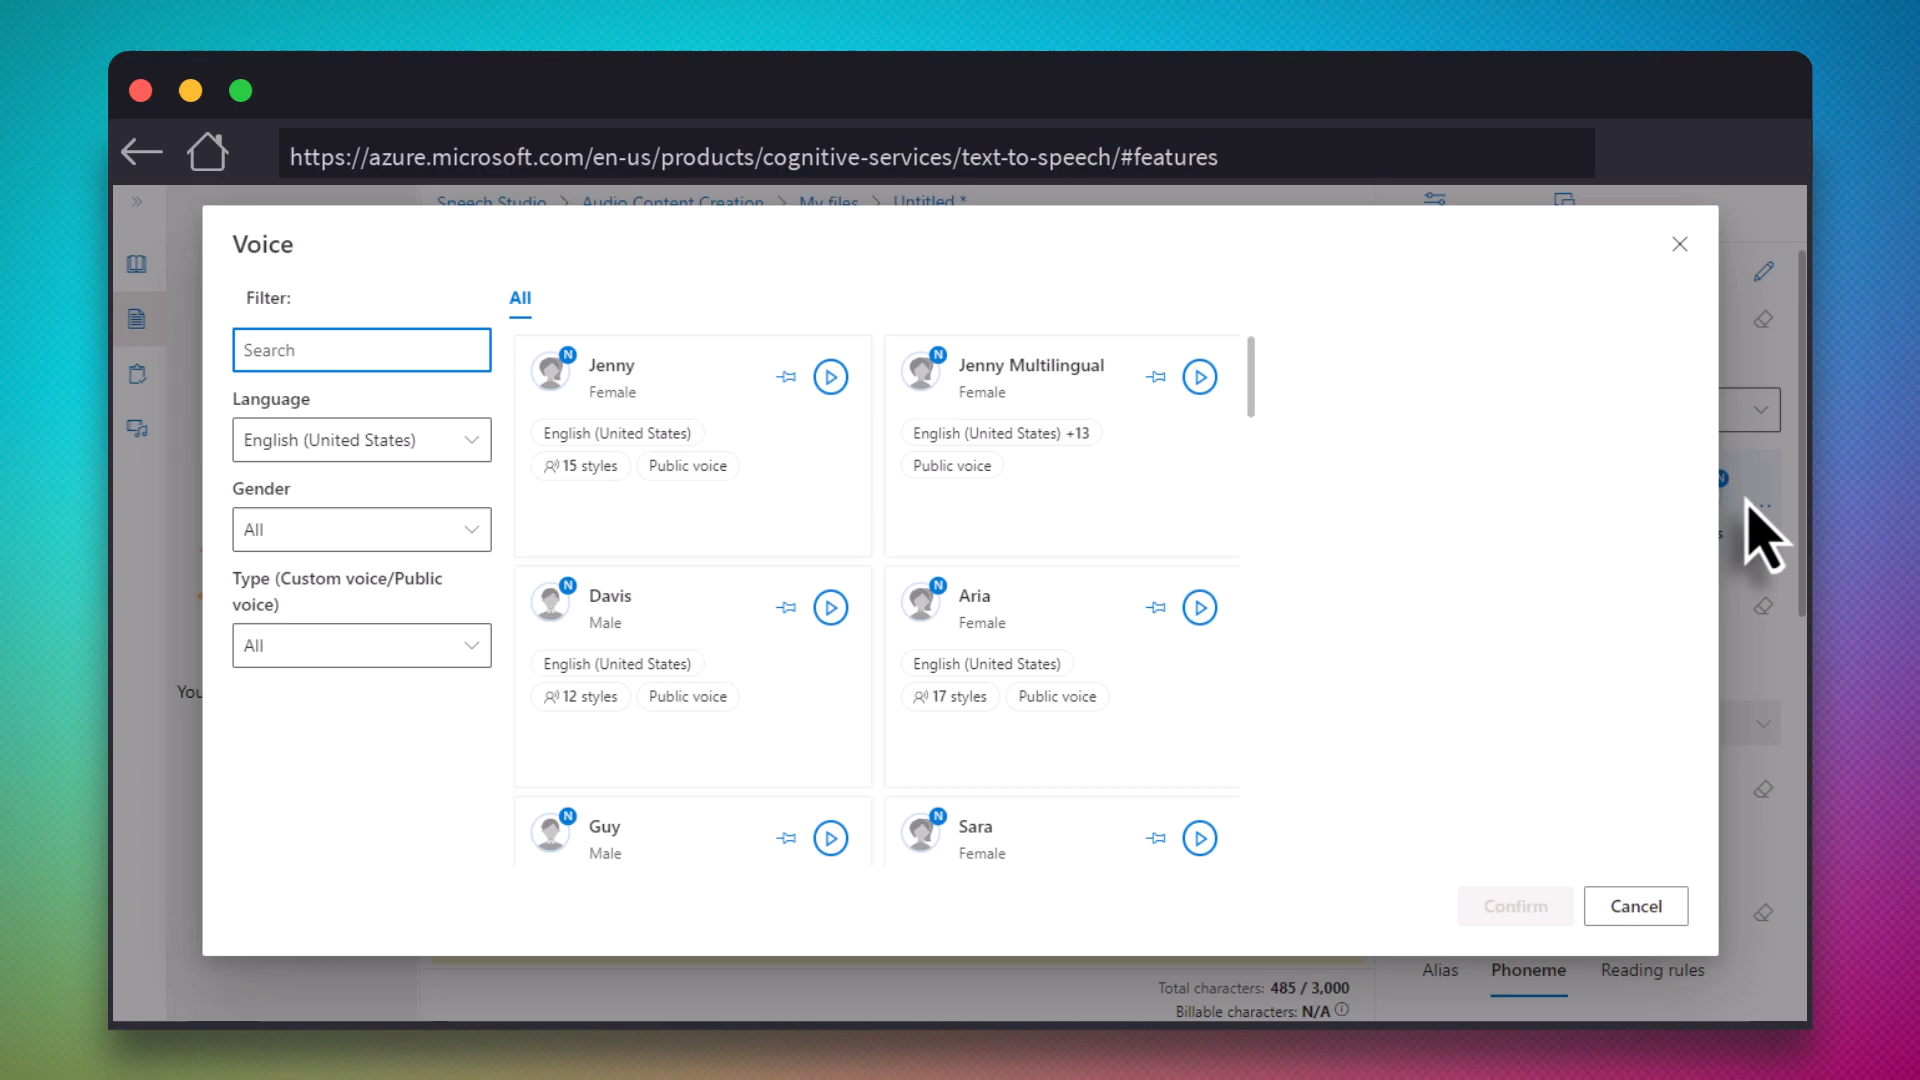 https://azure.microsoft.com/en-us/products/cognitive-services/text-to-speech/#features
Speech Studio > Audio Content Creation > My files > Untitled *
Voice
Filter:
All
Search
Language
English (United States)
Gender
All
Type (Custom voice/Public
voice)
All
N
Jenny
Female
English (United States)
15 styles
Public voice
N
Jenny Multilingual
Female
English (United States) +13
Public voice
N
Davis
Male
English (United States)
12 styles
Public voice
N
Aria
Female
English (United States)
17 styles
Public voice
N
Guy
Male
N
Sara
Female
Confirm
Cancel
You
Alias
Phoneme
Reading rules
Total characters: 485 / 3,000
Billable characters: N/A